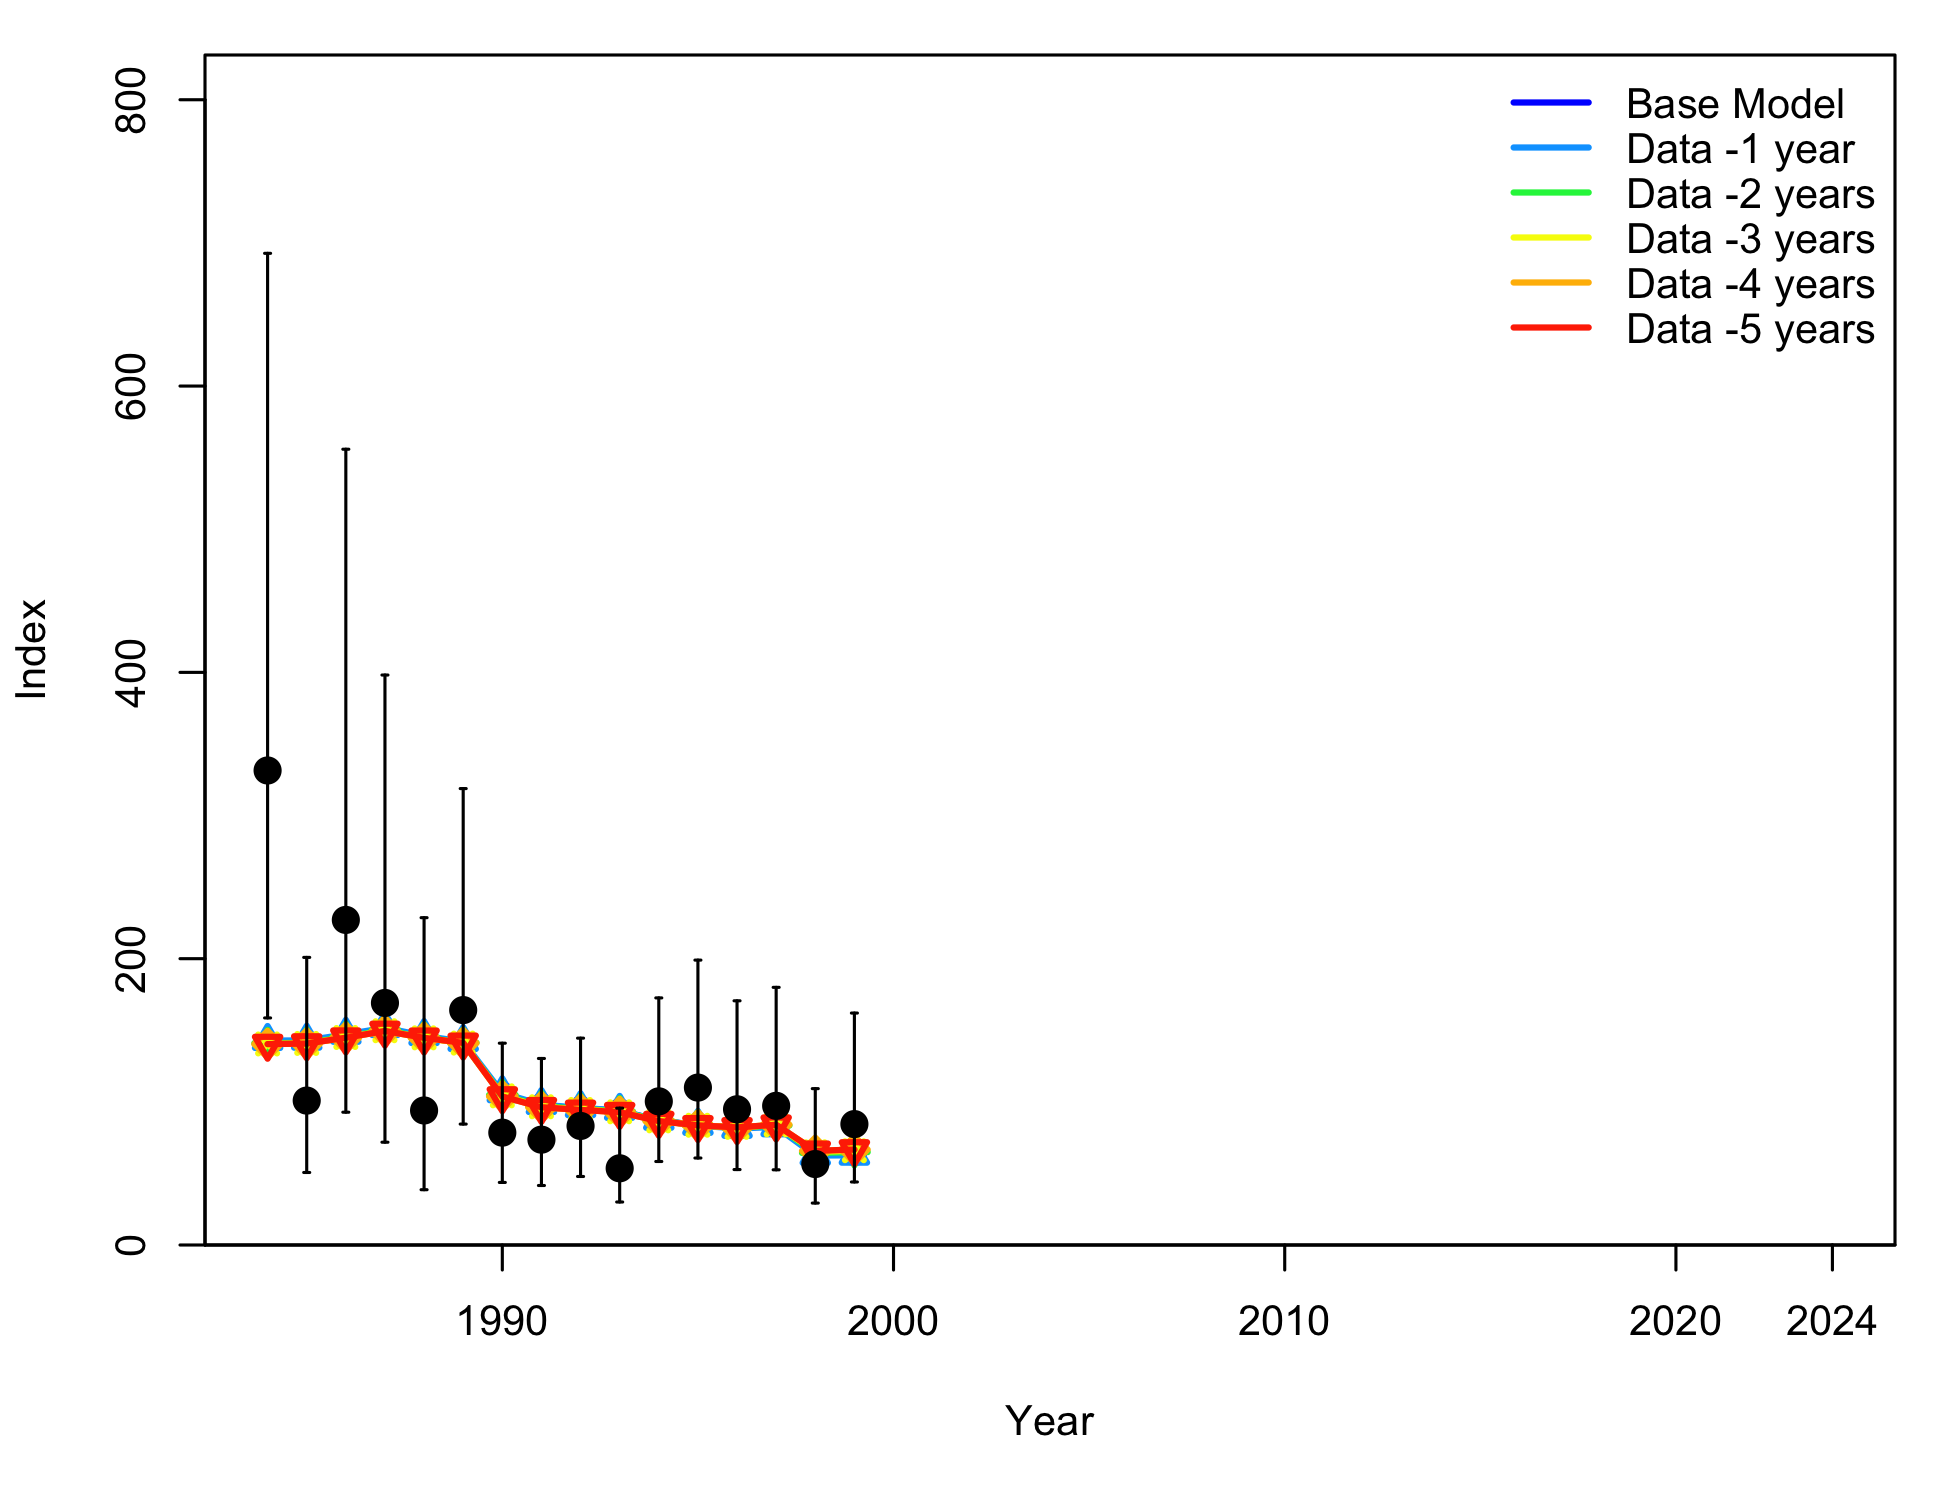 800
600
400
200
0
Index
Base Model
Data -1 year
Data -2 years
Data -3 years
Data -4 years
Data -5 years
1990 2000 2010 2020 2024
Year